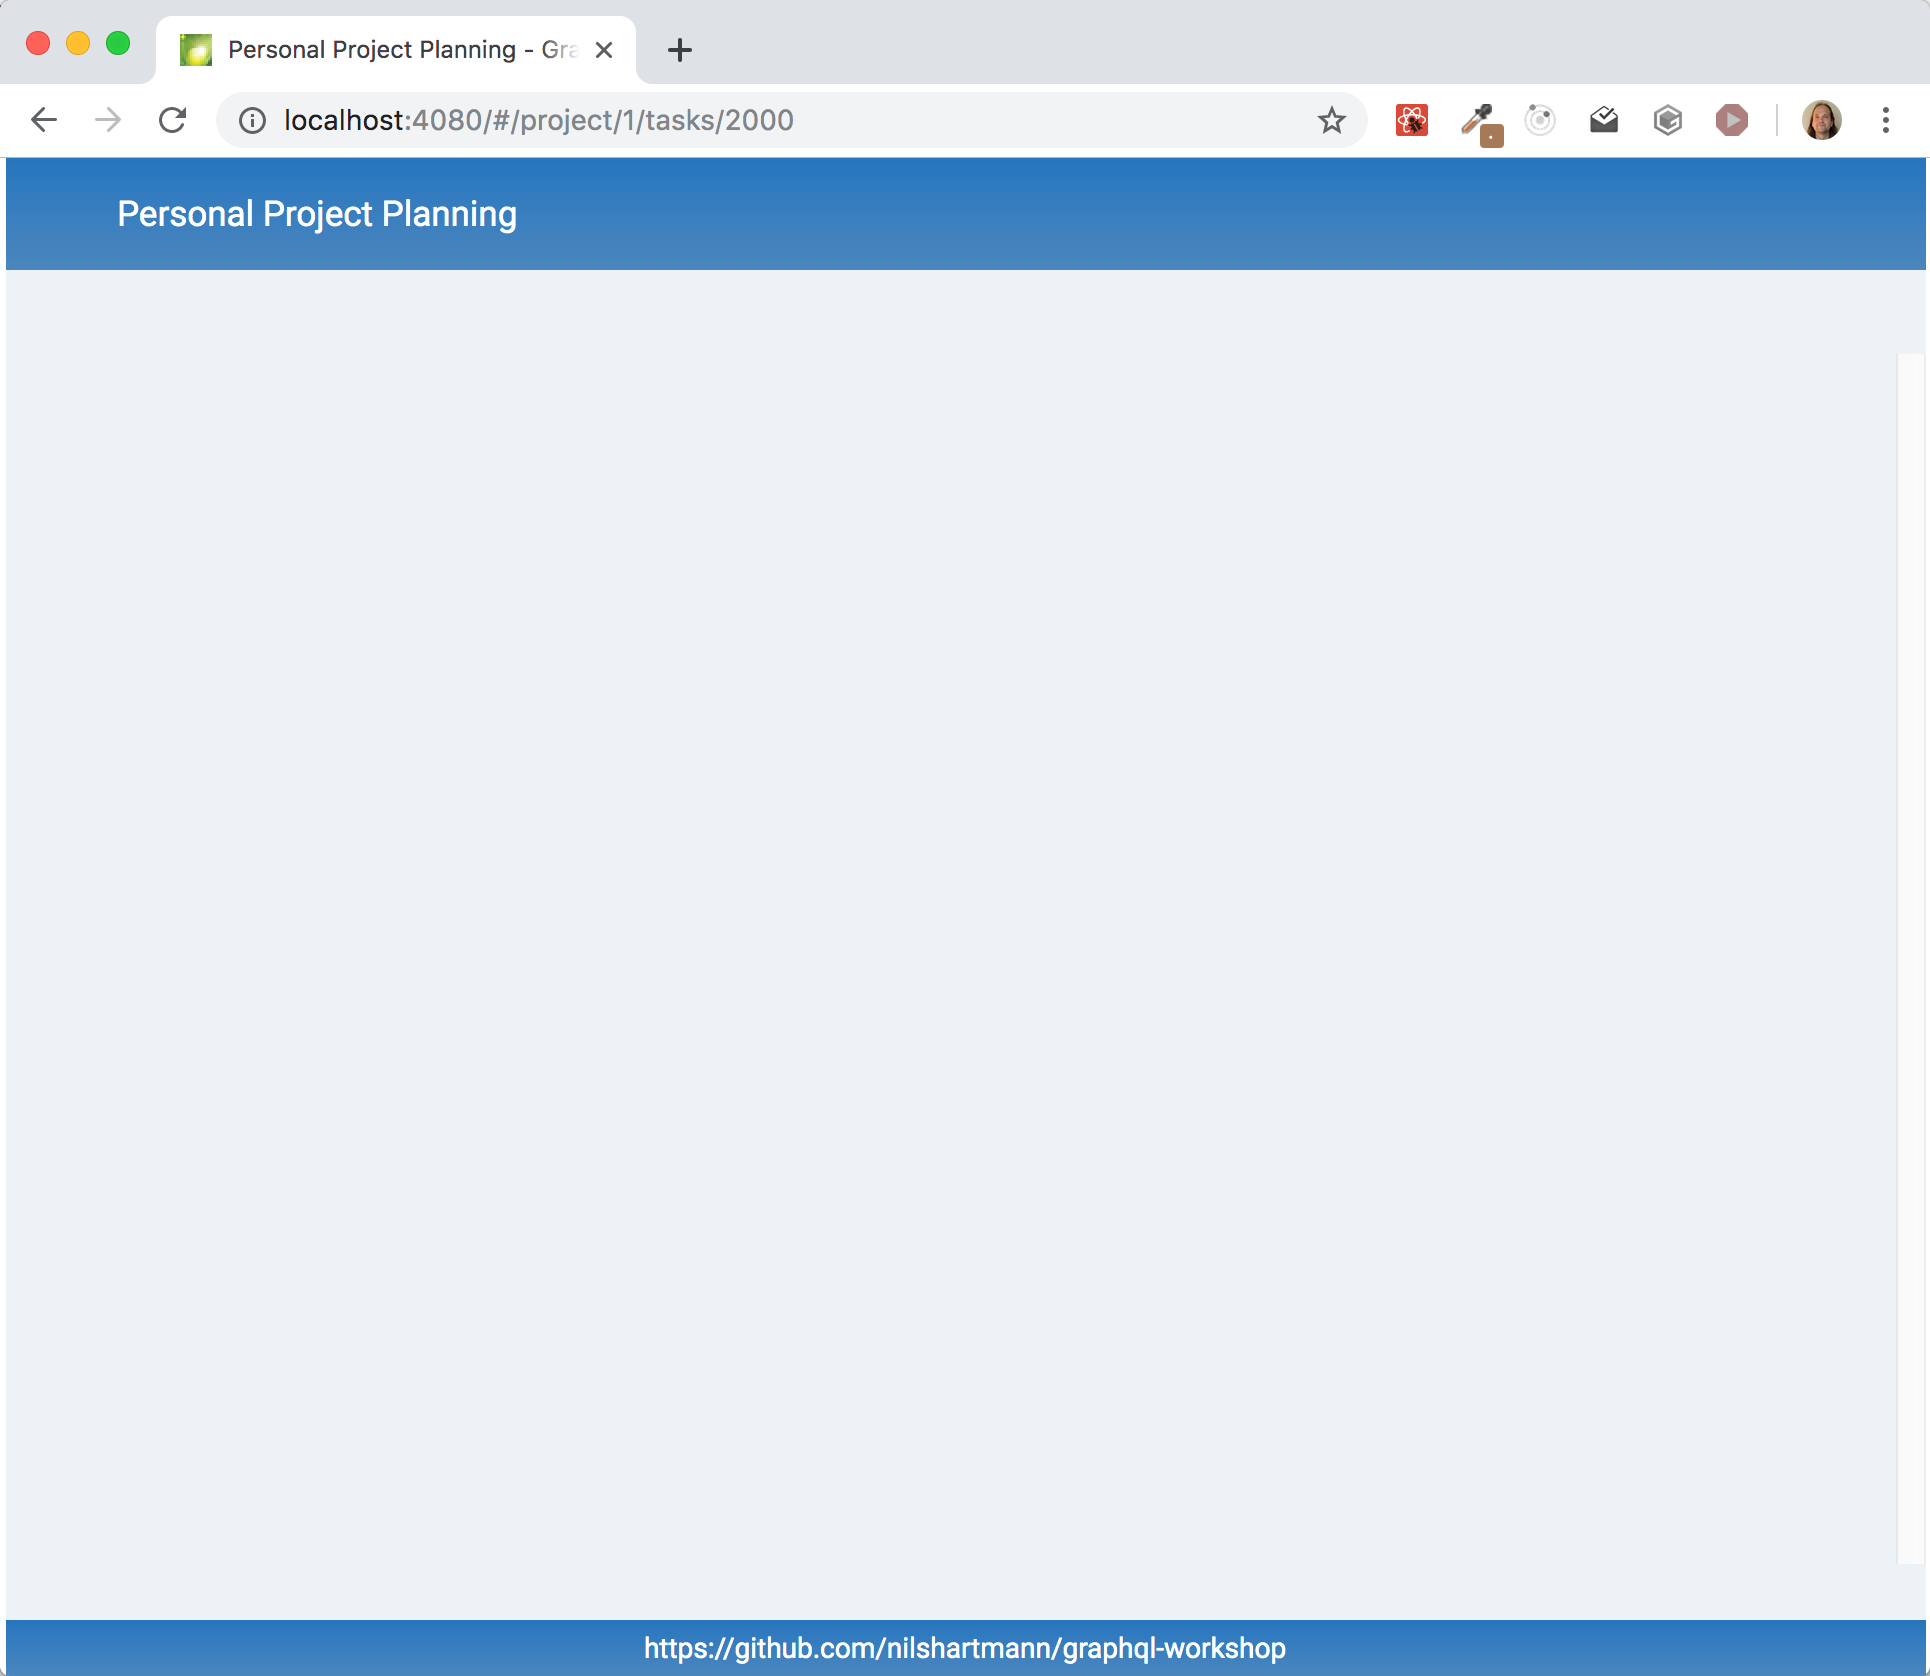 Personal Project Planning - Gra
localhost:4080/#/project/1/tasks/2000
Personal Project Planning
https://github.com/nilshartmann/graphql-workshop